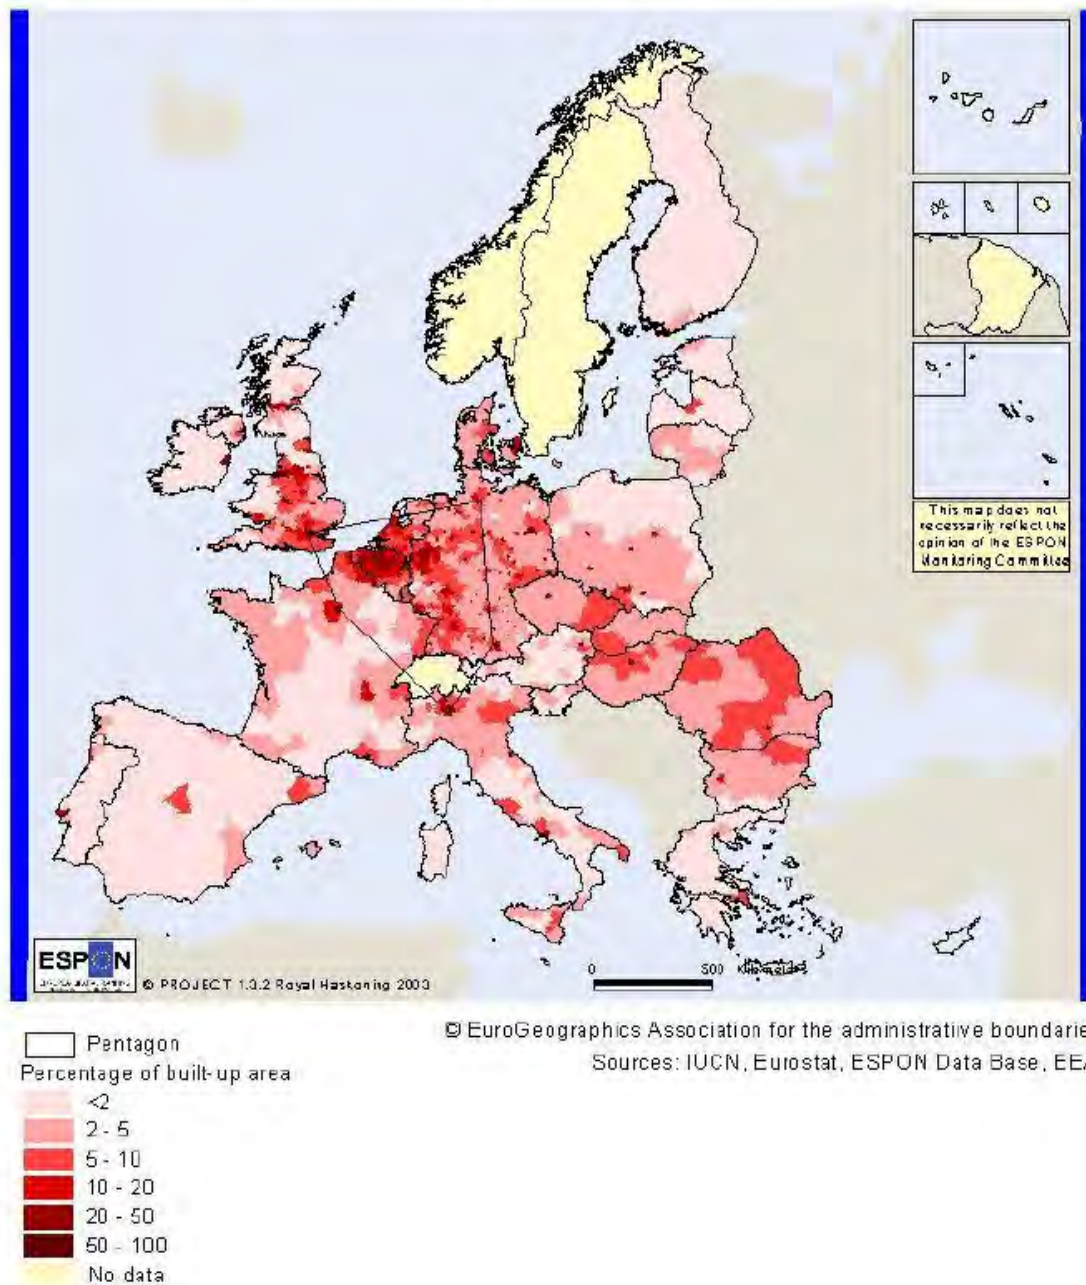 This map does not
necessarily reflect the
opinion of the ESPON
Monitoring Committee
ESPON
© PROJECT 1.3.2 Royal Haskoning 2003
0 500 Kilometers
© EuroGeographics Association for the administrative boundarie
Sources: IUCN, Eurostat, ESPON Data Base, EEA
Pentagon
Percentage of built-up area
<2
2 - 5
5 - 10
10 - 20
20 - 50
50 - 100
No data